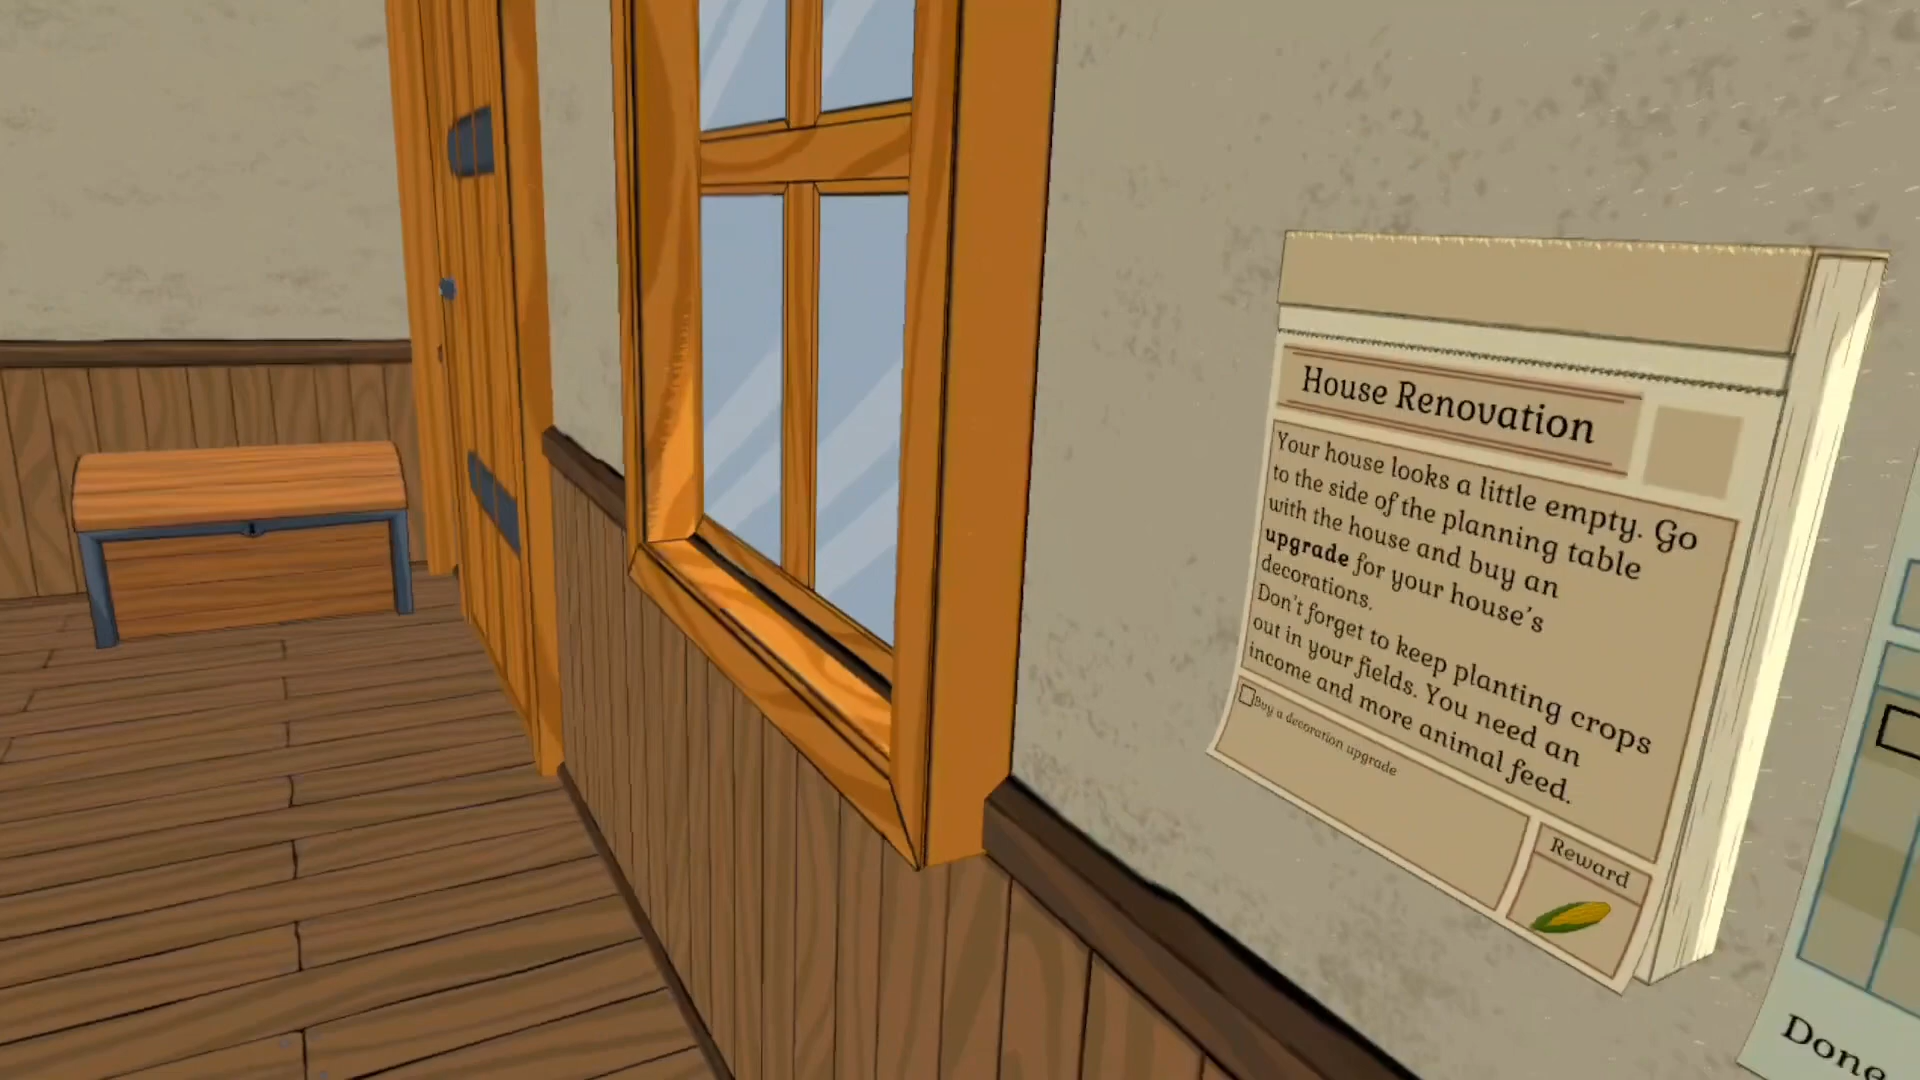 House Renovation
Your house looks a little empty. Go
to the side of the planning table
with the house and buy an
upgrade for your house's
decorations.
Don't forget to keep planting crops
out in your fields. You need an
income and more animal feed.
Buy a decoration upgrade
Reward
Done